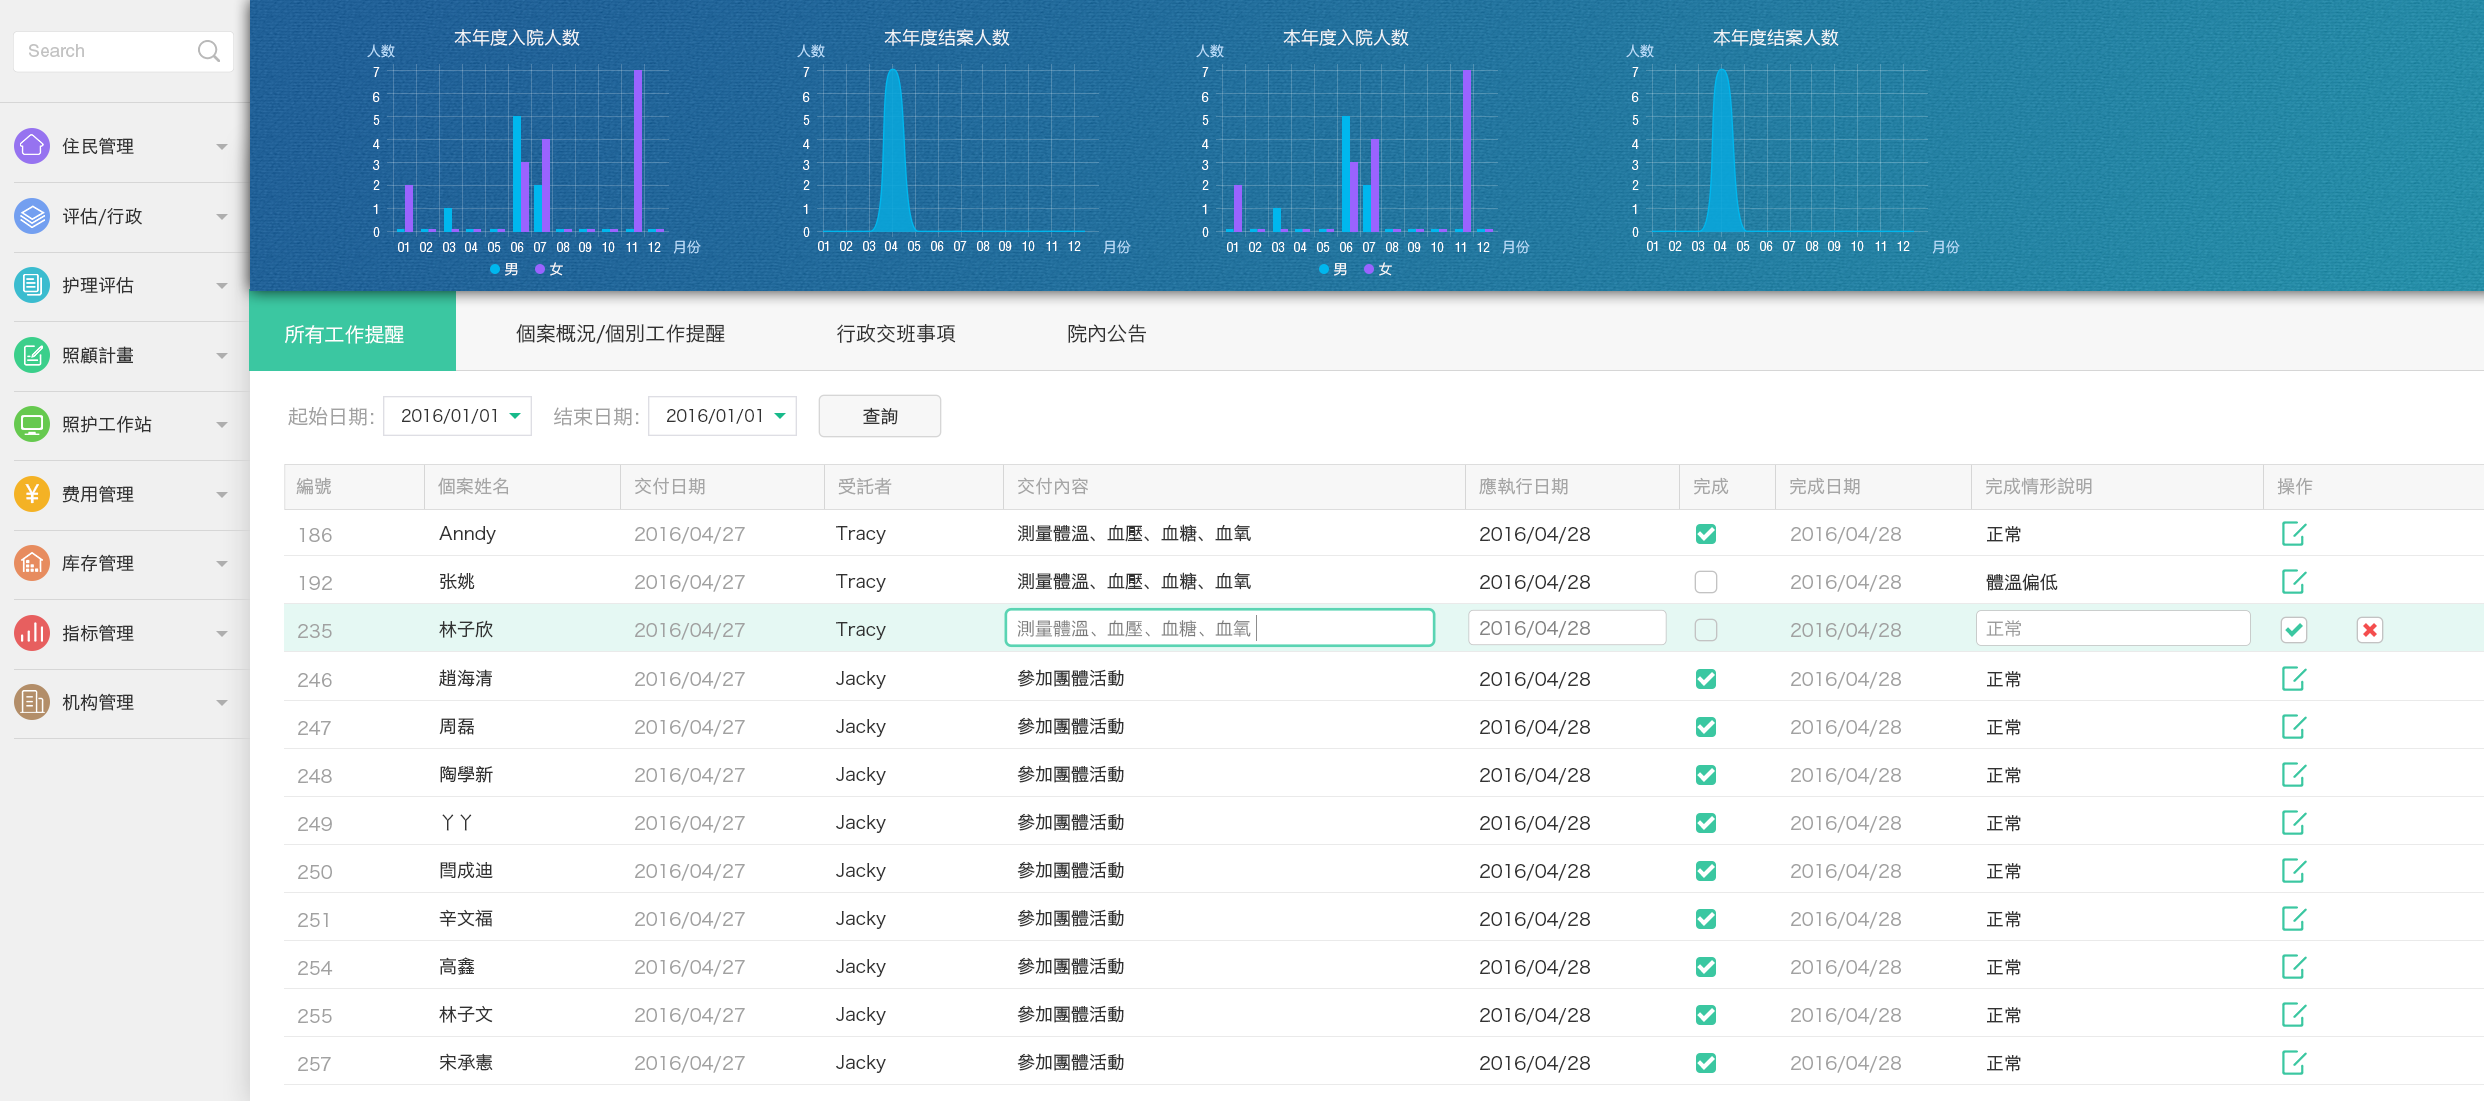 Search
住民管理
评估/行政
护理评估
照顧計畫
照护工作站
费用管理
库存管理
指标管理
机构管理
本年度入院人数
人数
7
6
5
4
3
2
1
0
01 02 03 04 05 06 07 08 09 10 11 12 月份
男 女
本年度结案人数
人数
7
6
5
4
3
2
1
0
01 02 03 04 05 06 07 08 09 10 11 12 月份
本年度入院人数
人数
7
6
5
4
3
2
1
0
01 02 03 04 05 06 07 08 09 10 11 12 月份
男 女
本年度结案人数
人数
7
6
5
4
3
2
1
0
01 02 03 04 05 06 07 08 09 10 11 12 月份
所有工作提醒 個案概況/個別工作提醒 行政交班事項 院內公告
起始日期: 2016/01/01 结束日期: 2016/01/01 查詢
編號 個案姓名 交付日期 受託者 交付內容 應執行日期 完成 完成日期 完成情形說明 操作
186 Anndy 2016/04/27 Tracy 測量體溫、血壓、血糖、血氧 2016/04/28 2016/04/28 正常
192 张姚 2016/04/27 Tracy 測量體溫、血壓、血糖、血氧 2016/04/28 2016/04/28 體溫偏低
235 林子欣 2016/04/27 Tracy 測量體溫、血壓、血糖、血氧 2016/04/28 2016/04/28 正常
246 趙海清 2016/04/27 Jacky 參加團體活動 2016/04/28 2016/04/28 正常
247 周磊 2016/04/27 Jacky 參加團體活動 2016/04/28 2016/04/28 正常
248 陶學新 2016/04/27 Jacky 參加團體活動 2016/04/28 2016/04/28 正常
249 丫丫 2016/04/27 Jacky 參加團體活動 2016/04/28 2016/04/28 正常
250 閆成迪 2016/04/27 Jacky 參加團體活動 2016/04/28 2016/04/28 正常
251 辛文福 2016/04/27 Jacky 參加團體活動 2016/04/28 2016/04/28 正常
254 高鑫 2016/04/27 Jacky 參加團體活動 2016/04/28 2016/04/28 正常
255 林子文 2016/04/27 Jacky 參加團體活動 2016/04/28 2016/04/28 正常
257 宋承憲 2016/04/27 Jacky 參加團體活動 2016/04/28 2016/04/28 正常